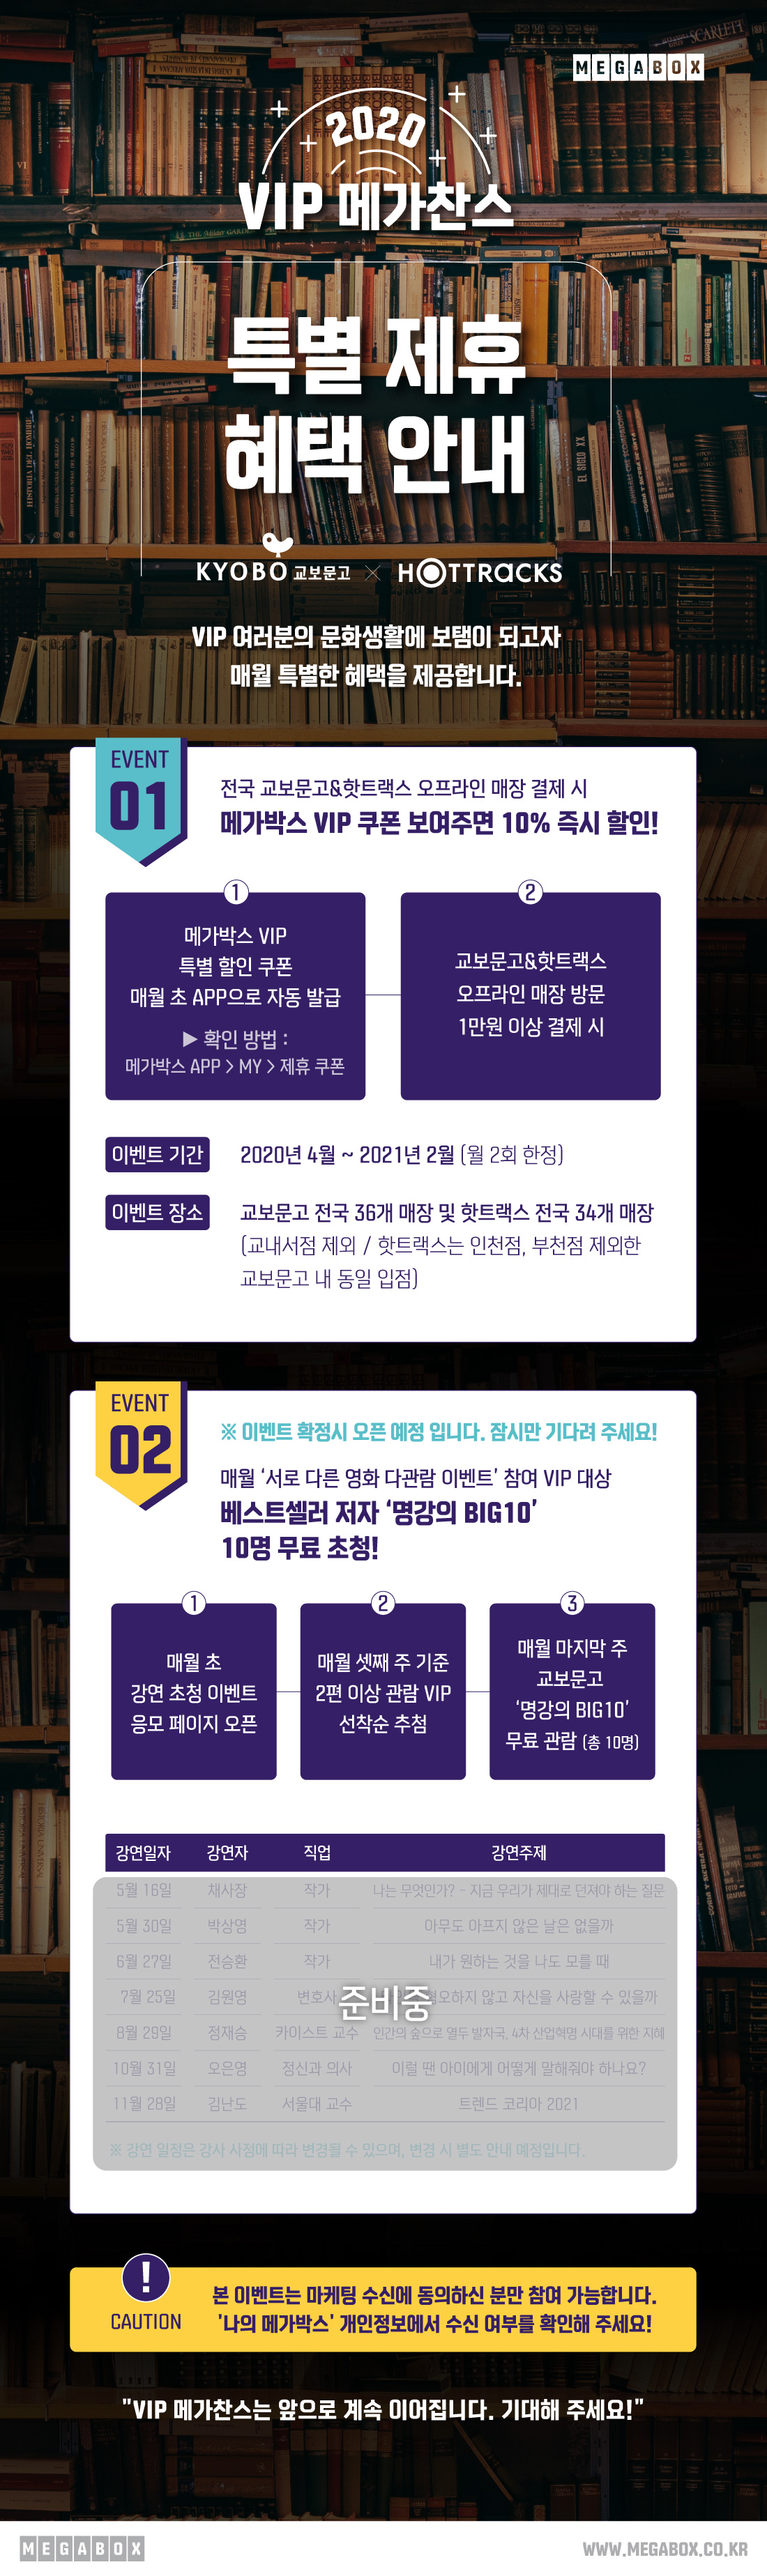 MEGABOX
2020
VIP 메가찬스
특별 제휴
혜택 안내
KYOBO 교보문고 × HOTTRACKS
VIP 여러분의 문화생활에 보탬이 되고자
매월 특별한 혜택을 제공합니다.
EVENT
01
전국 교보문고&핫트랙스 오프라인 매장 결제 시
메가박스 VIP 쿠폰 보여주면 10% 즉시 할인!
1
메가박스 VIP
특별 할인 쿠폰
매월 초 APP으로 자동 발급
▶ 확인 방법 :
메가박스 APP > MY > 제휴 쿠폰
2
교보문고&핫트랙스
오프라인 매장 방문
1만원 이상 결제 시
이벤트 기간
2020년 4월 ~ 2021년 2월 (월 2회 한정)
이벤트 장소
교보문고 전국 36개 매장 및 핫트랙스 전국 34개 매장
(교내서점 제외 / 핫트랙스는 인천점, 부천점 제외한
교보문고 내 동일 입점)
EVENT
02
※ 이벤트 확정시 오픈 예정 입니다. 잠시만 기다려 주세요!
매월 ‘서로 다른 영화 다관람 이벤트’ 참여 VIP 대상
베스트셀러 저자 ‘명강의 BIG10’
10명 무료 초청!
1
매월 초
강연 초청 이벤트
응모 페이지 오픈
2
매월 셋째 주 기준
2편 이상 관람 VIP
선착순 추첨
3
매월 마지막 주
교보문고
‘명강의 BIG10’
무료 관람 (총 10명)
강연일자 강연자 직업 강연주제
5월 16일 채사장 작가 나는 무엇인가? - 지금 우리가 제대로 던져야 하는 질문
5월 30일 박상영 작가 아무도 아프지 않은 날은 없을까
6월 27일 전승환 작가 내가 원하는 것을 나도 모를 때
7월 25일 김원영 변호사 않고 자신을 사랑할 수 있을까
준비중
8월 29일 정재승 카이스트 교수 인간의 숲으로 열두 발자국, 4차 산업혁명 시대를 위한 지혜
10월 31일 오은영 정신과 의사 이럴 땐 아이에게 어떻게 말해줘야 하나요?
11월 28일 김난도 서울대 교수 트렌드 코리아 2021
※ 강연 일정은 강사 사정에 따라 변경될 수 있으며, 변경 시 별도 안내 예정입니다.
!
CAUTION
본 이벤트는 마케팅 수신에 동의하신 분만 참여 가능합니다.
'나의 메가박스' 개인정보에서 수신 여부를 확인해 주세요!
"VIP 메가찬스는 앞으로 계속 이어집니다. 기대해 주세요!"
MEGABOX
WWW.MEGABOX.CO.KR